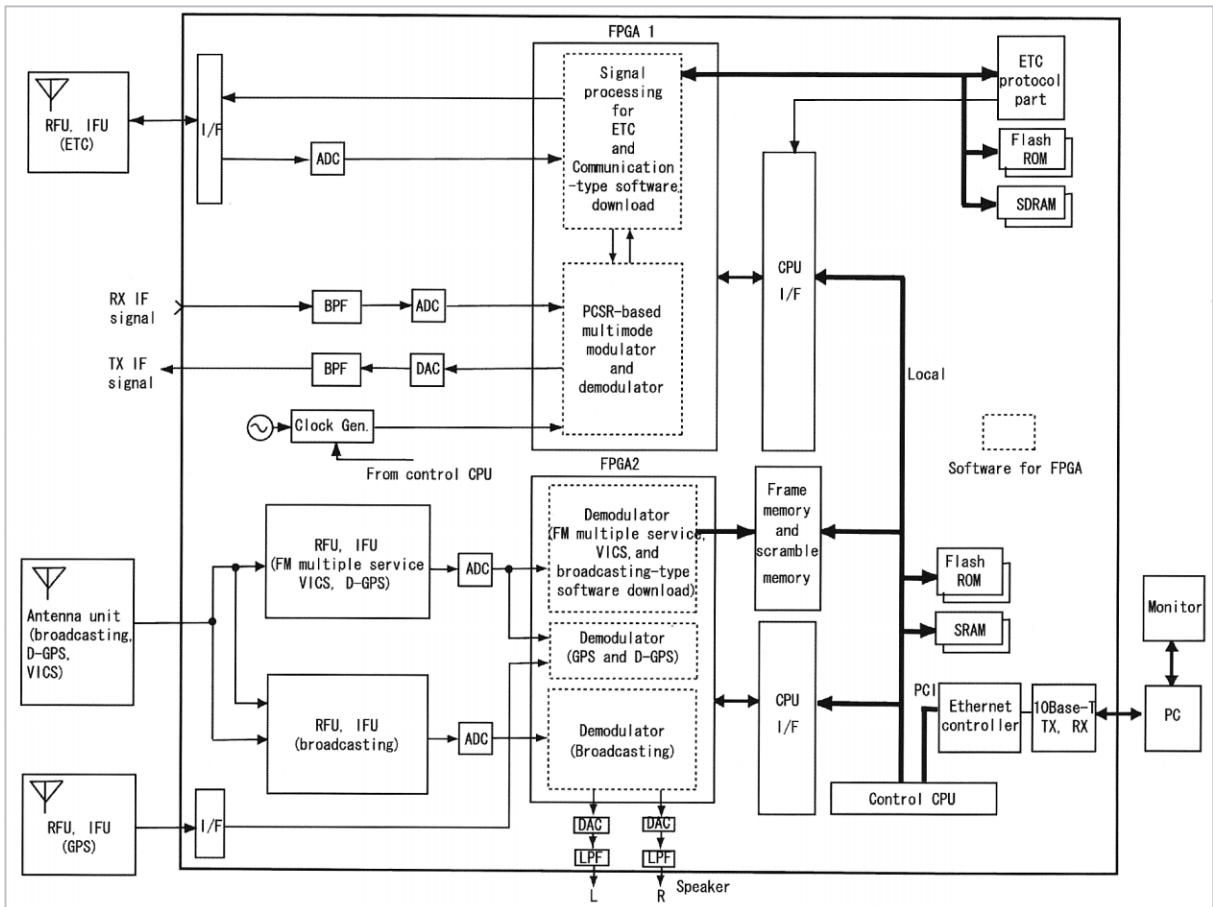 FPGA 1
RFU, IFU
(ETC)
I/F
ADC
Signal
processing
for
ETC
and
Communication
-type software
download
ETC
protocol
part
Flash
ROM
SDRAM
CPU
I/F
RX IF
signal
BPF
ADC
TX IF
signal
BPF
DAC
PCSR-based
multimode
modulator
and
demodulator
Clock Gen.
From control CPU
Local
Software for FPGA
FPGA2
Antenna unit
(broadcasting,
D-GPS,
VICS)
RFU, IFU
(FM multiple service
VICS, D-GPS)
ADC
Demodulator
(FM multiple service,
VICS, and
broadcasting-type
software download)
Frame
memory
and
scramble
memory
Demodulator
(GPS and D-GPS)
RFU, IFU
(broadcasting)
ADC
Demodulator
(Broadcasting)
CPU
I/F
Flash
ROM
SRAM
PCI
Ethernet
controller
10Base-T
TX, RX
Monitor
PC
Control CPU
RFU, IFU
(GPS)
I/F
DAC
DAC
LPF
LPF
L
R
Speaker